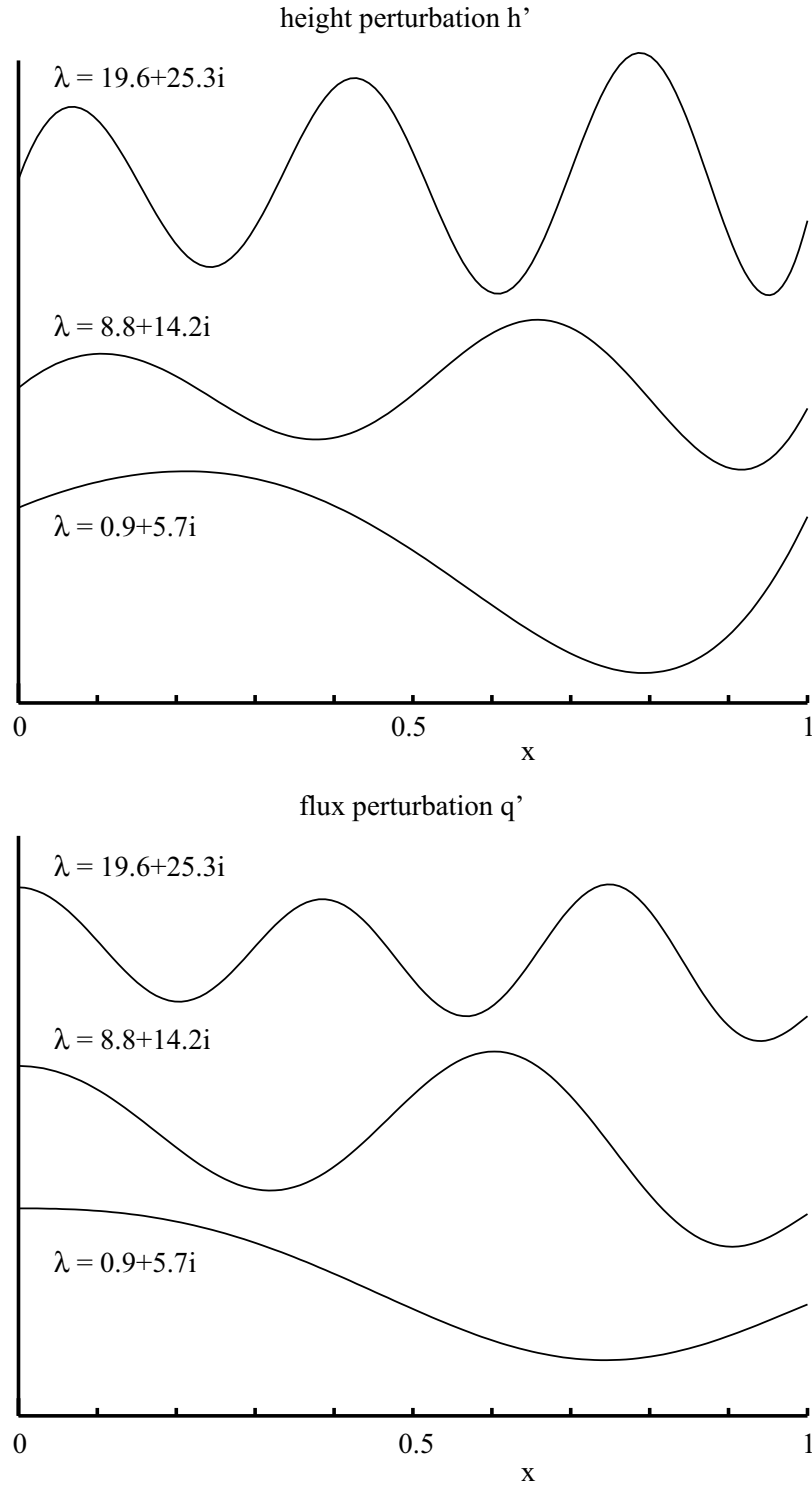 height perturbation h’
λ = 19.6+25.3i
λ = 8.8+14.2i
λ = 0.9+5.7i
0 0.5 1
x
flux perturbation q’
λ = 19.6+25.3i
λ = 8.8+14.2i
λ = 0.9+5.7i
0 0.5 1
x